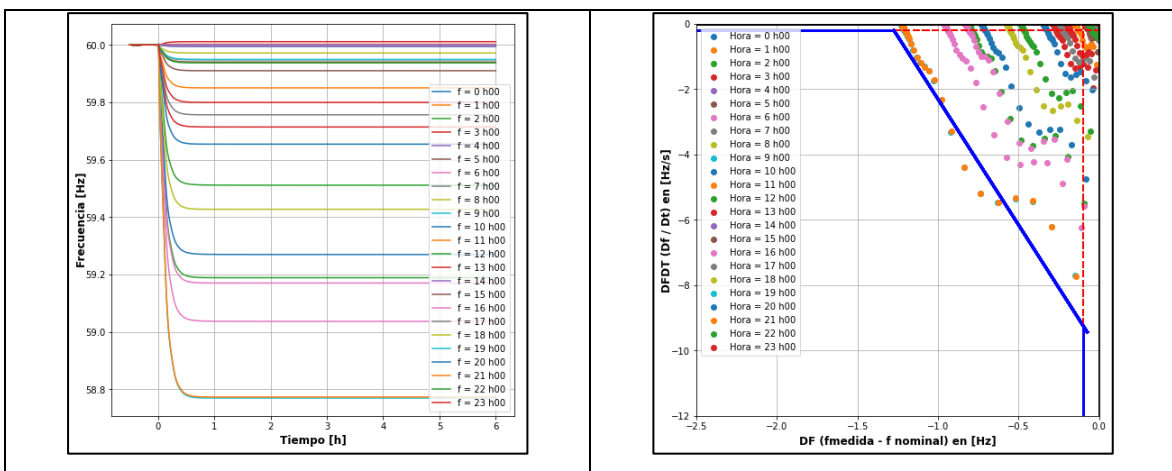 60.0
59.8
59.6
59.4
59.2
59.0
58.8
Frecuencia [Hz]
f = 0 h00
f = 1 h00
f = 2 h00
f = 3 h00
f = 4 h00
f = 5 h00
f = 6 h00
f = 7 h00
f = 8 h00
f = 9 h00
f = 10 h00
f = 11 h00
f = 12 h00
f = 13 h00
f = 14 h00
f = 15 h00
f = 16 h00
f = 17 h00
f = 18 h00
f = 19 h00
f = 20 h00
f = 21 h00
f = 22 h00
f = 23 h00
0 1 2 3 4 5 6
Tiempo [h]
0
−2
−4
−6
−8
−10
−12
DFDT (Df / Dt) en [Hz/s]
Hora = 0 h00
Hora = 1 h00
Hora = 2 h00
Hora = 3 h00
Hora = 4 h00
Hora = 5 h00
Hora = 6 h00
Hora = 7 h00
Hora = 8 h00
Hora = 9 h00
Hora = 10 h00
Hora = 11 h00
Hora = 12 h00
Hora = 13 h00
Hora = 14 h00
Hora = 15 h00
Hora = 16 h00
Hora = 17 h00
Hora = 18 h00
Hora = 19 h00
Hora = 20 h00
Hora = 21 h00
Hora = 22 h00
Hora = 23 h00
−2.5 −2.0 −1.5 −1.0 −0.5 0.0
DF (fmedida - f nominal) en [Hz]